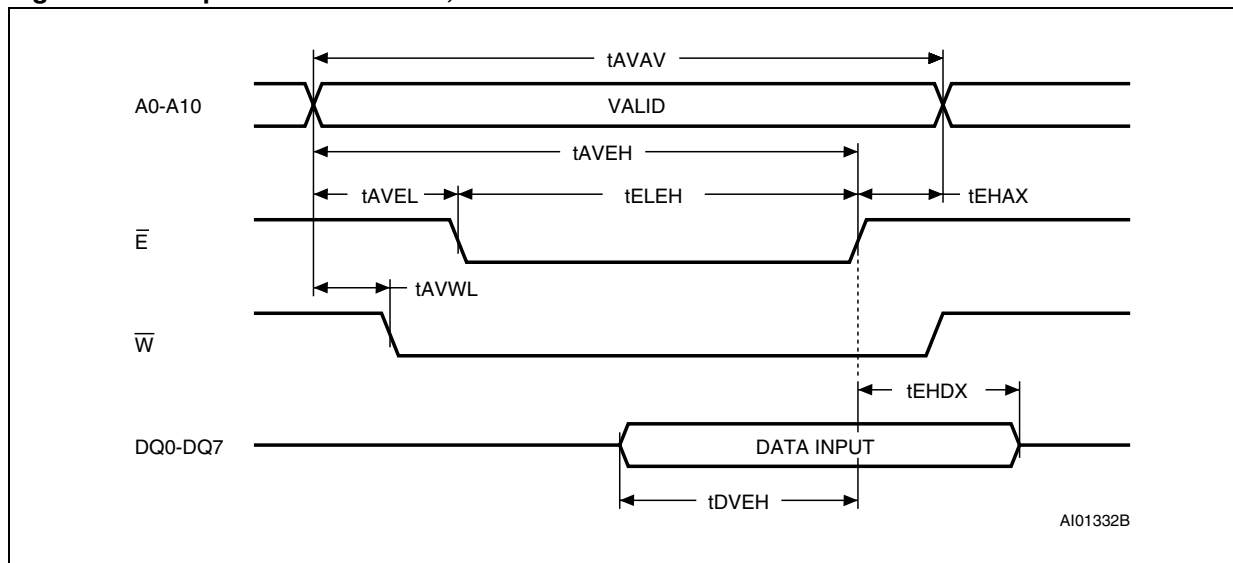 tAVAV
A0-A10
VALID
tAVEH
tAVEL
tELEH
tEHAX
E
tAVWL
W
tEHDX
DQ0-DQ7
DATA INPUT
tDVEH
AI01332B